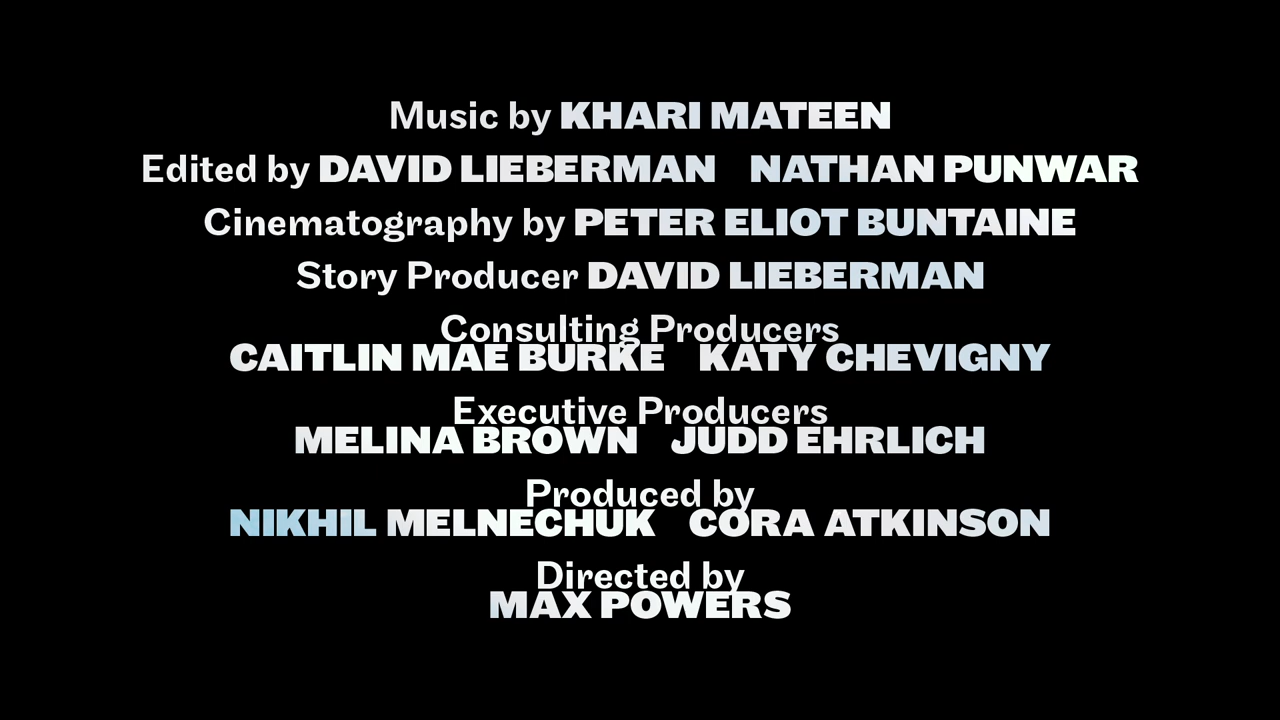 Music by KHARI MATEEN
Edited by DAVID LIEBERMAN NATHAN PUNWAR
Cinematography by PETER ELIOT BUNTAINE
Story Producer DAVID LIEBERMAN
Consulting Producers
CAITLIN MAE BURKE KATY CHEVIGNY
Executive Producers
MELINA BROWN JUDD EHRLICH
Produced by
NIKHIL MELNECHUK CORA ATKINSON
Directed by
MAX POWERS